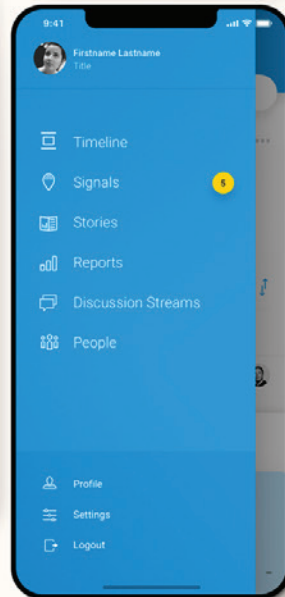 9:41
Firstname Lastname
Title
Timeline
Signals
5
Stories
Reports
Discussion Streams
People
Profile
Settings
Logout